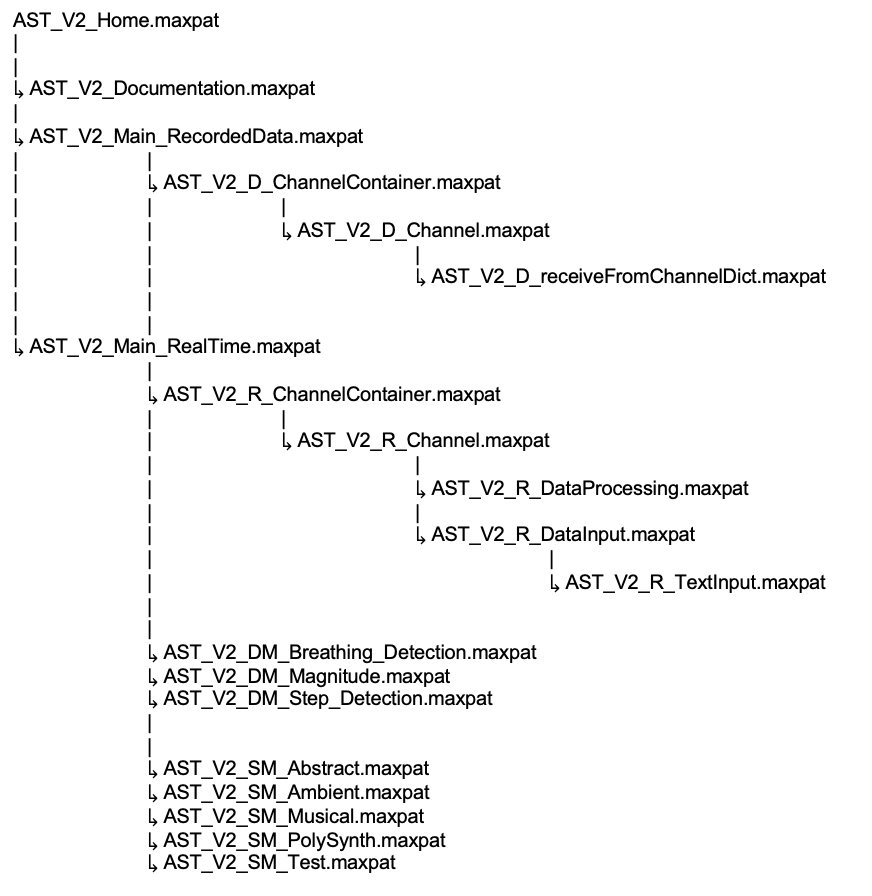 AST_V2_Home.maxpat
AST_V2_Documentation.maxpat
AST_V2_Main_RecordedData.maxpat
AST_V2_D_ChannelContainer.maxpat
AST_V2_D_Channel.maxpat
AST_V2_D_receiveFromChannelDict.maxpat
AST_V2_Main_RealTime.maxpat
AST_V2_R_ChannelContainer.maxpat
AST_V2_R_Channel.maxpat
AST_V2_R_DataProcessing.maxpat
AST_V2_R_DataInput.maxpat
AST_V2_R_TextInput.maxpat
AST_V2_DM_Breathing_Detection.maxpat
AST_V2_DM_Magnitude.maxpat
AST_V2_DM_Step_Detection.maxpat
AST_V2_SM_Abstract.maxpat
AST_V2_SM_Ambient.maxpat
AST_V2_SM_Musical.maxpat
AST_V2_SM_PolySynth.maxpat
AST_V2_SM_Test.maxpat